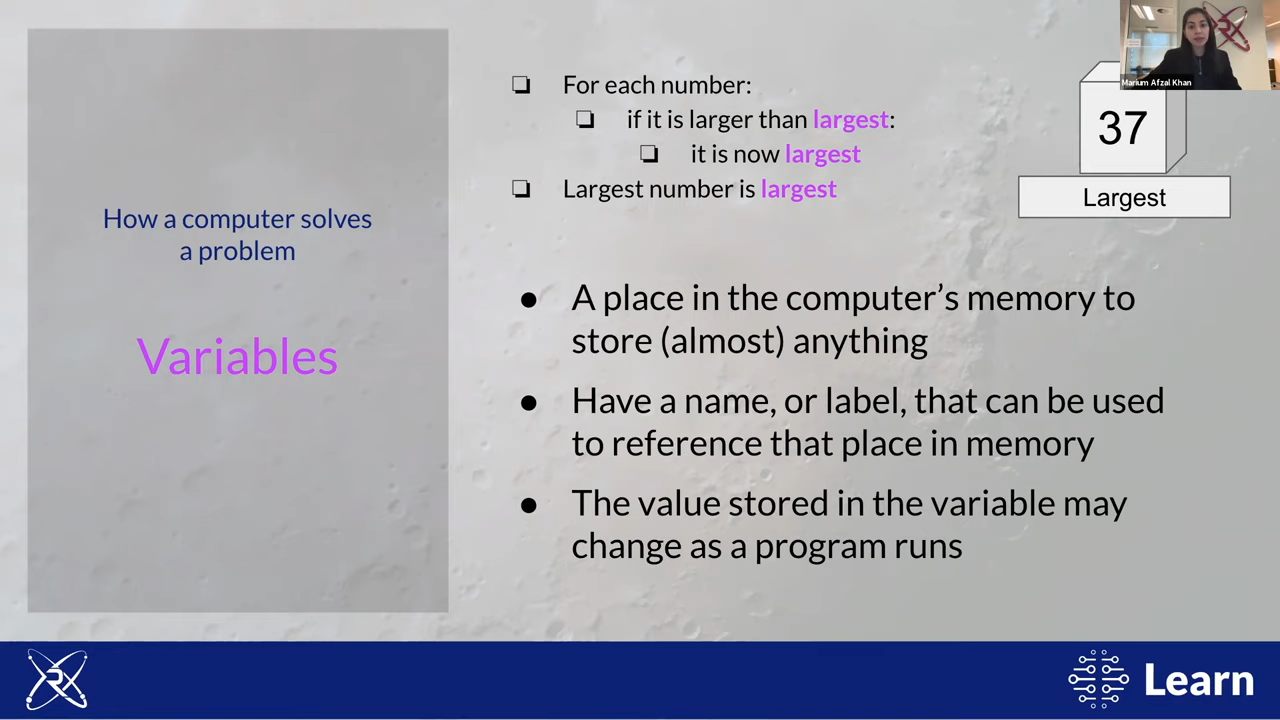 How a computer solves
a problem
Variables
❏ For each number:
❏ if it is larger than largest:
❏ it is now largest
❏ Largest number is largest
Marium Afzal Khan
37
Largest
● A place in the computer’s memory to
store (almost) anything
● Have a name, or label, that can be used
to reference that place in memory
● The value stored in the variable may
change as a program runs
Learn